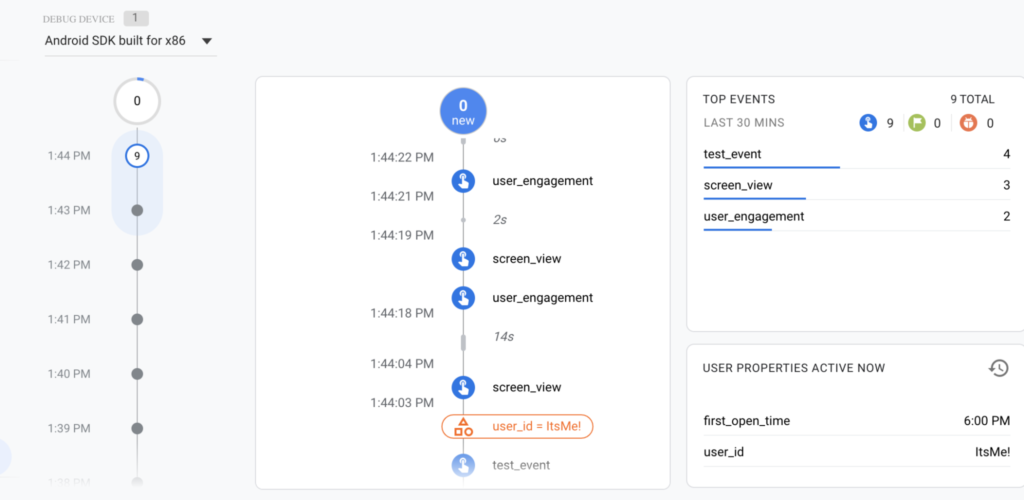 DEBUG DEVICE 1
Android SDK built for x86
0
1:44 PM
9
1:43 PM
1:42 PM
1:41 PM
1:40 PM
1:39 PM
1:38 PM
0
new
1:44:22 PM
user_engagement
1:44:21 PM
2s
1:44:19 PM
screen_view
user_engagement
1:44:18 PM
14s
1:44:04 PM
screen_view
1:44:03 PM
user_id = ItsMe!
test_event
TOP EVENTS 9 TOTAL
LAST 30 MINS 9 0 0
test_event 4
screen_view 3
user_engagement 2
USER PROPERTIES ACTIVE NOW
first_open_time 6:00 PM
user_id ItsMe!